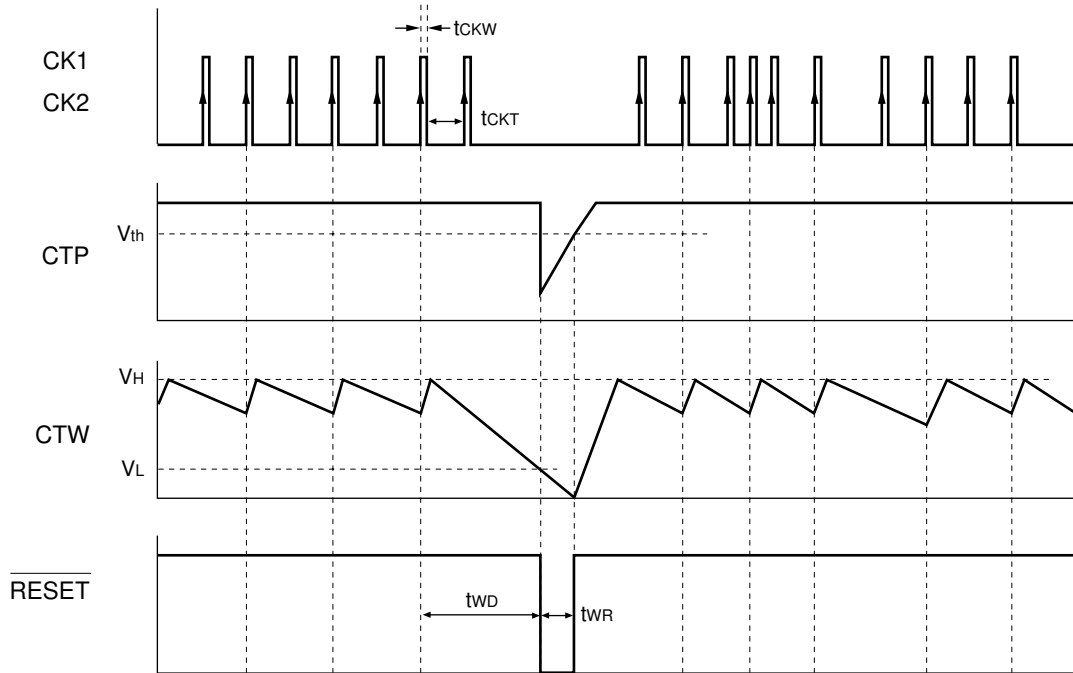 tCKW
CK1
CK2
tCKT
Vth
CTP
VH
CTW
VL
RESET
tWD
tWR